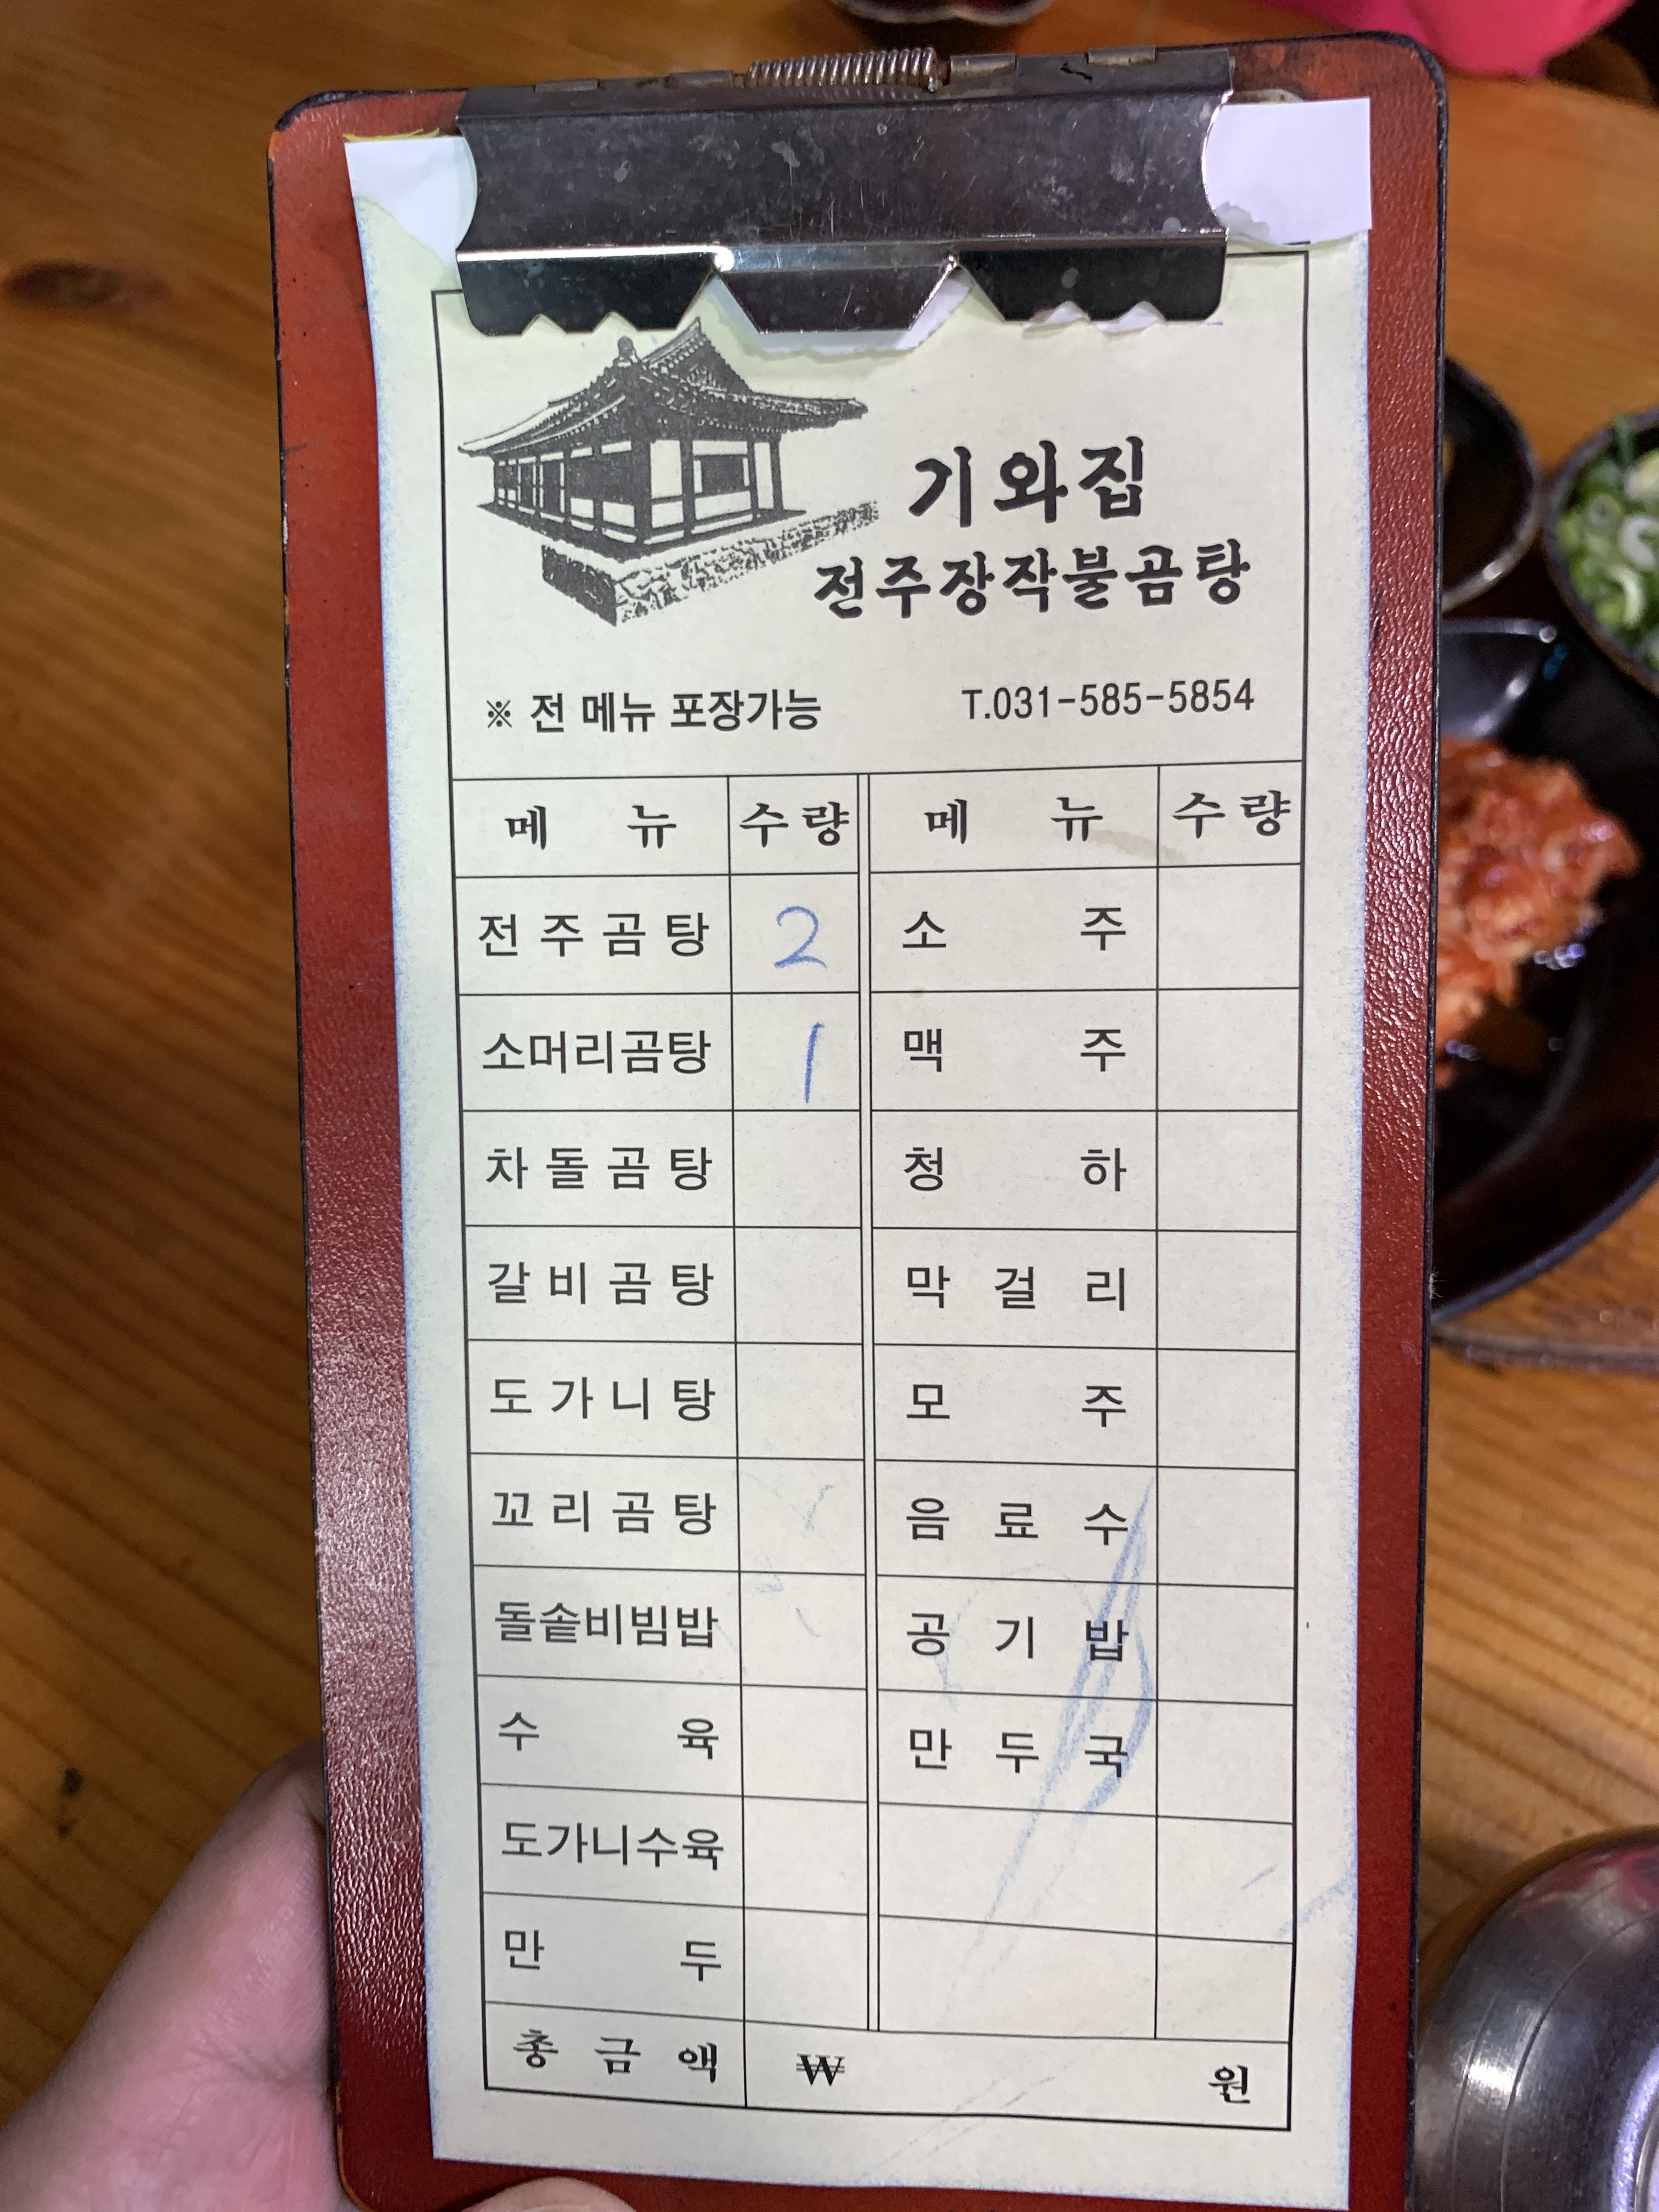 기와집
전주장작불곰탕
※ 전 메뉴 포장가능 T.031-585-5854
메 뉴 수량 메 뉴 수량
전주곰탕 2 소 주
소머리곰탕 1 맥 주
차돌곰탕 청 하
갈비곰탕 막 걸 리
도가니탕 모 주
꼬리곰탕 음 료 수
돌솥비빔밥 공 기 밥
수 육 만 두 국
도가니수육
만 두
총 금 액 ₩ 원